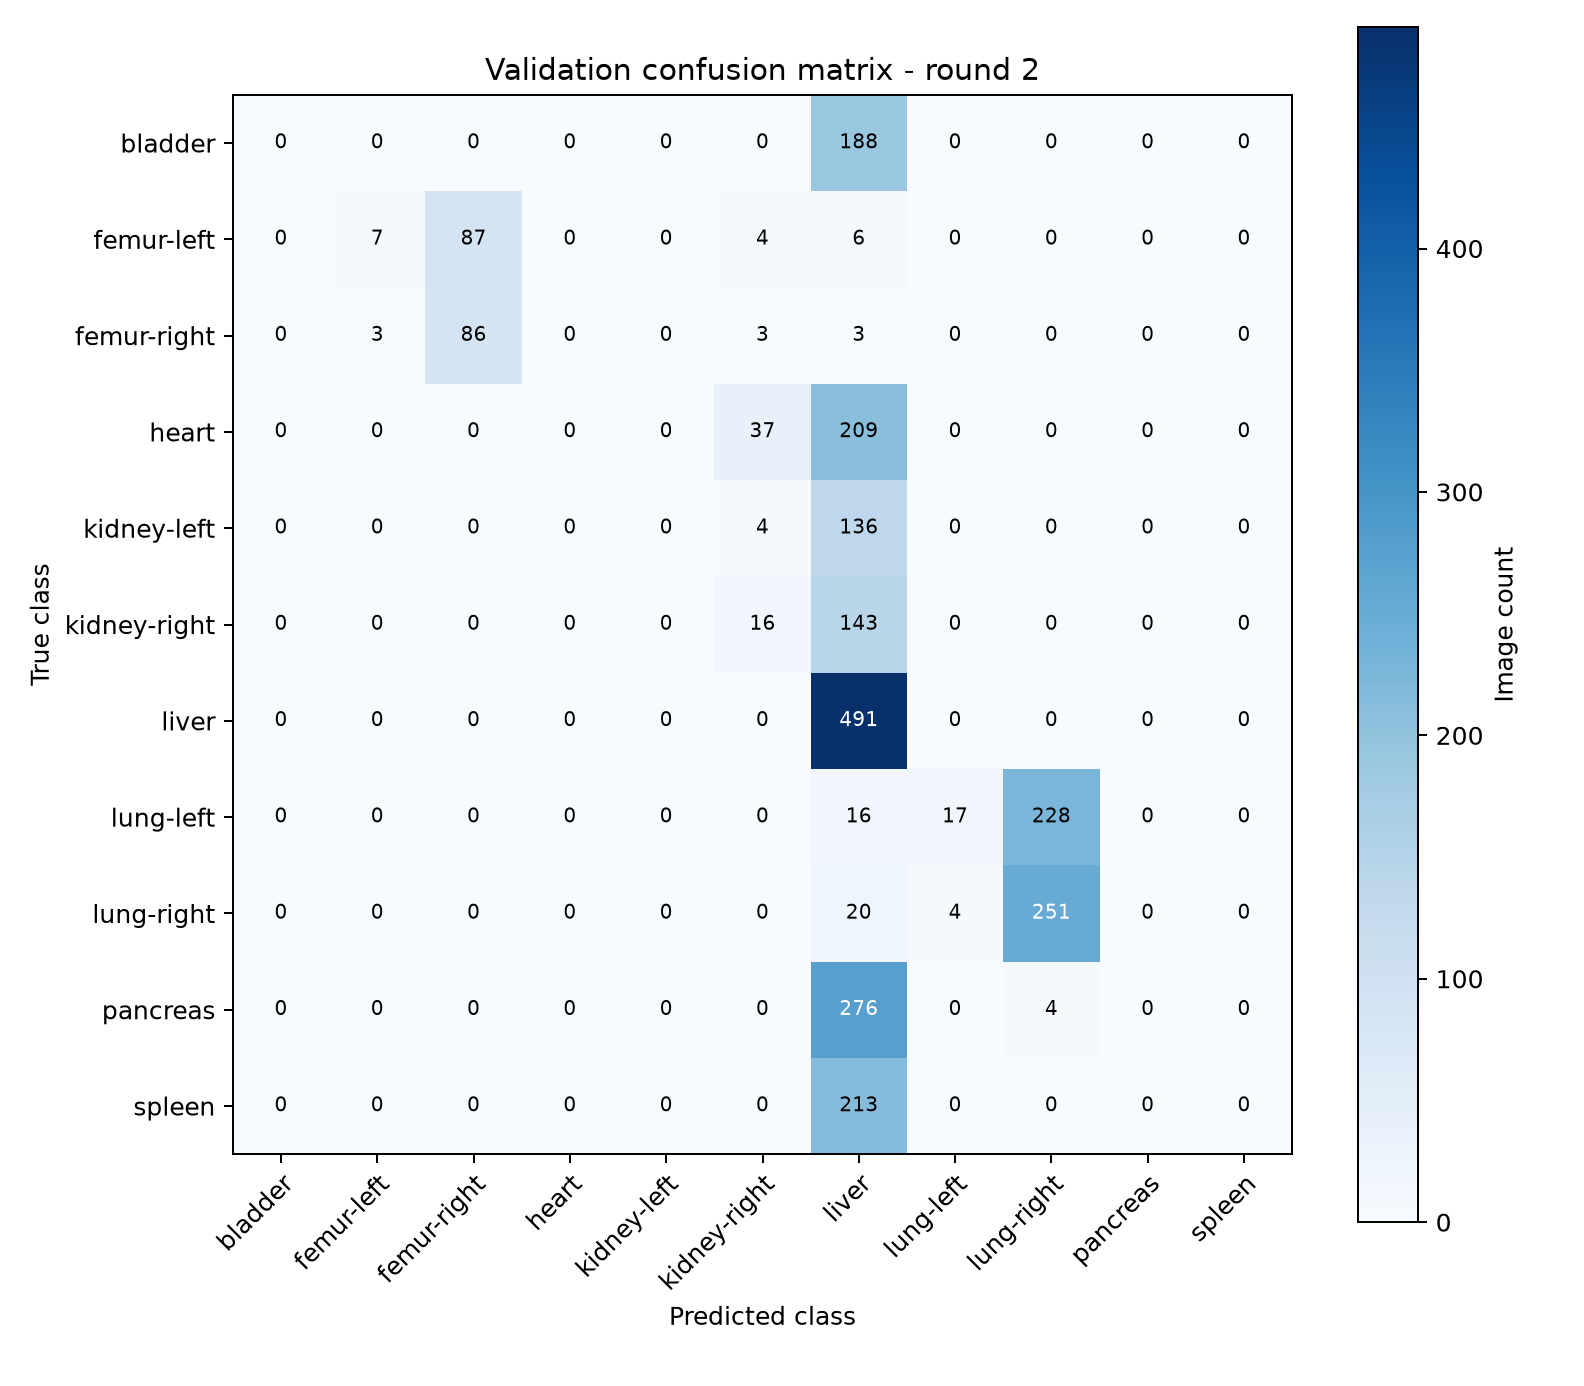 Validation confusion matrix - round 2
bladder 0 0 0 0 0 0 188 0 0 0 0
femur-left 0 7 87 0 0 4 6 0 0 0 0
femur-right 0 3 86 0 0 3 3 0 0 0 0
heart 0 0 0 0 0 37 209 0 0 0 0
kidney-left 0 0 0 0 0 4 136 0 0 0 0
kidney-right 0 0 0 0 0 16 143 0 0 0 0
liver 0 0 0 0 0 0 491 0 0 0 0
lung-left 0 0 0 0 0 0 16 17 228 0 0
lung-right 0 0 0 0 0 0 20 4 251 0 0
pancreas 0 0 0 0 0 0 276 0 4 0 0
spleen 0 0 0 0 0 0 213 0 0 0 0
True class
bladder femur-left femur-right heart kidney-left kidney-right liver lung-left lung-right pancreas spleen
Predicted class
400
300
200
100
0
Image count